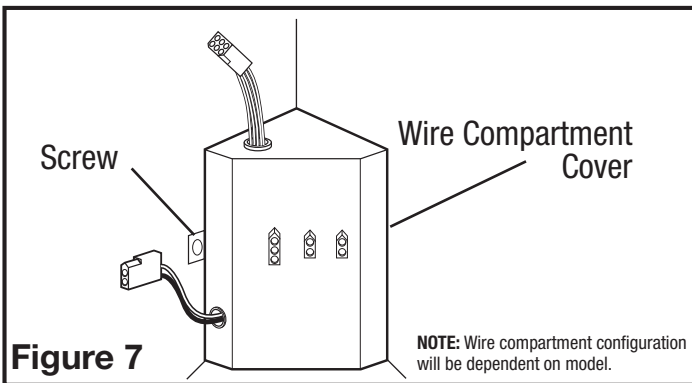 Screw
Wire Compartment
Cover
Figure 7
NOTE: Wire compartment configuration
will be dependent on model.